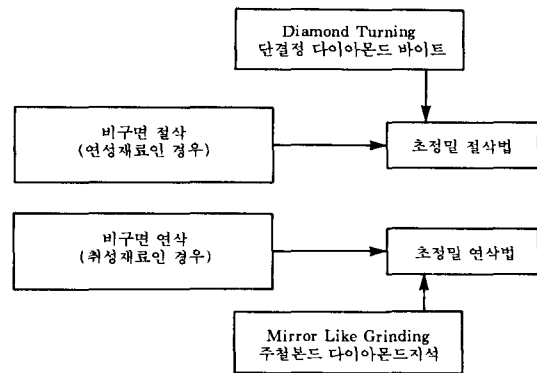 Diamond Turning
단결정 다이아몬드 바이트
비구면 절삭
(연성재료인 경우)
초정밀 절삭법
비구면 연삭
(취성재료인 경우)
초정밀 연삭법
Mirror Like Grinding
주철본드 다이아몬드지석